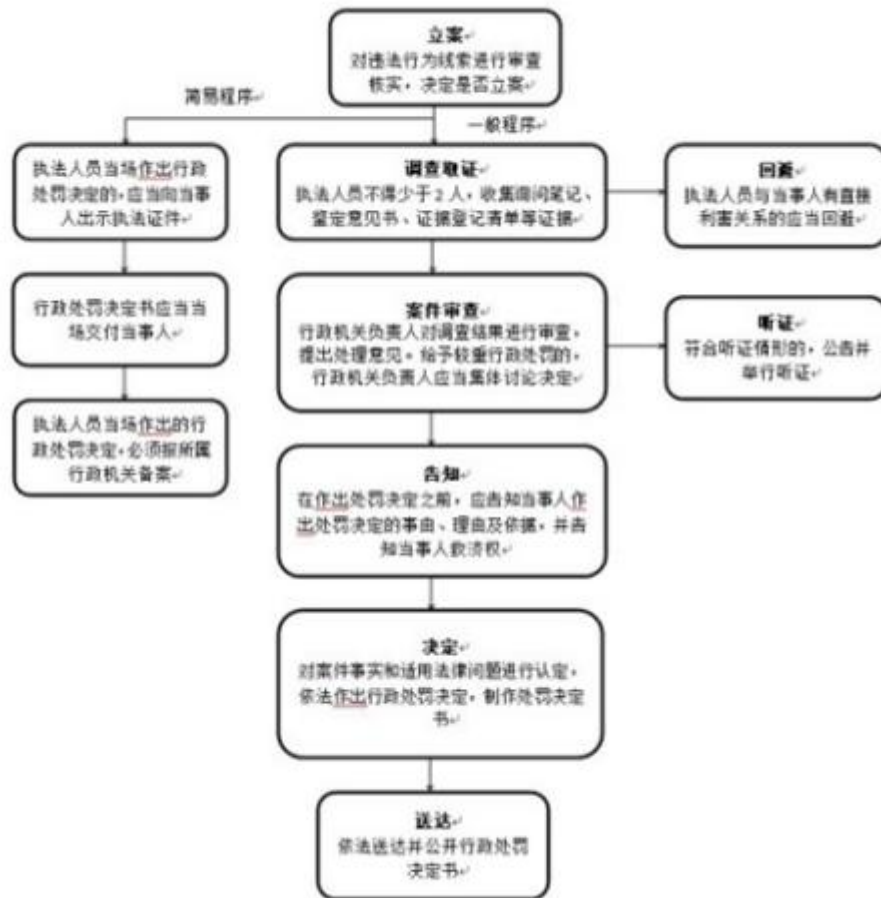 立案
对违法行为线索进行审查
核实，决定是否立案
简易程序
一般程序
执法人员当场作出行政
处罚决定的，应当向当事
人出示执法证件
调查取证
执法人员不得少于2人，收集询问笔记、
鉴定意见书、证据登记清单等证据
回避
执法人员与当事人有直接
利害关系的应当回避
行政处罚决定书应当当
场交付当事人
案件审查
行政机关负责人对调查结果进行审查，
提出处理意见。给予较重行政处罚的，
行政机关负责人应当集体讨论决定
听证
符合听证情形的，公告并
举行听证
执法人员当场作出的行
政处罚决定，必须报所属
行政机关备案
告知
在作出处罚决定之前，应告知当事人作
出处罚决定的事由、理由及依据，并告
知当事人救济权
决定
对案件事实和适用法律问题进行认定，
依法作出行政处罚决定，制作处罚决定
书
送达
依法送达并公开行政处罚
决定书